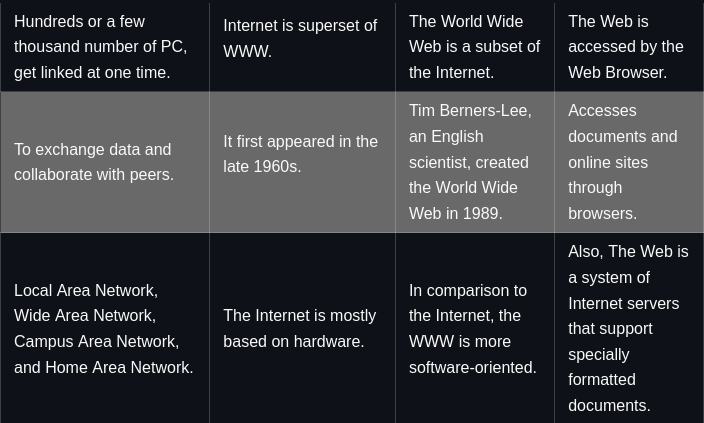 Hundreds or a few
thousand number of PC,
get linked at one time.
Internet is superset of
WWW.
The World Wide
Web is a subset of
the Internet.
The Web is
accessed by the
Web Browser.
To exchange data and
collaborate with peers.
It first appeared in the
late 1960s.
Tim Berners-Lee,
an English
scientist, created
the World Wide
Web in 1989.
Accesses
documents and
online sites
through
browsers.
Local Area Network,
Wide Area Network,
Campus Area Network,
and Home Area Network.
The Internet is mostly
based on hardware.
In comparison to
the Internet, the
WWW is more
software-oriented.
Also, The Web is
a system of
Internet servers
that support
specially
formatted
documents.